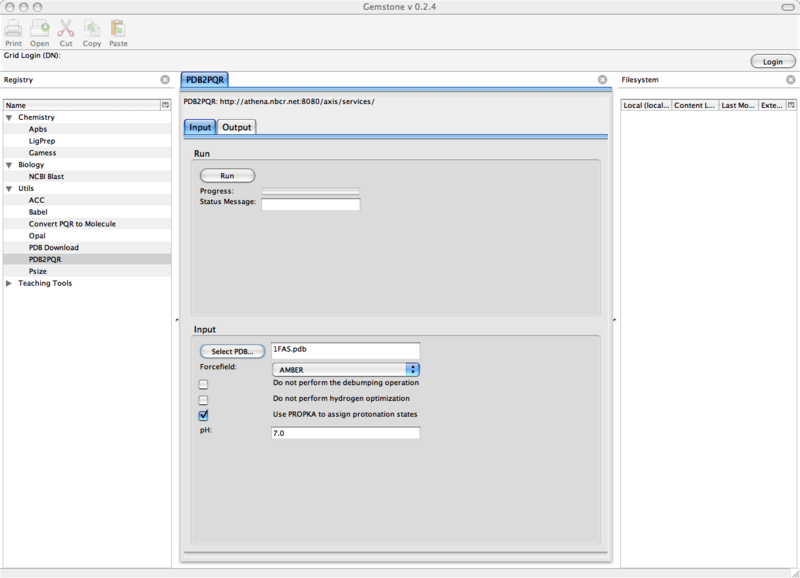 Gemstone v 0.2.4
Print Open Cut Copy Paste
Grid Login (DN):
Login
Registry
PDB2PQR
Filesystem
Name
Chemistry
Apbs
LigPrep
Gamess
Biology
NCBI Blast
Utils
ACC
Babel
Convert PQR to Molecule
Opal
PDB Download
PDB2PQR
Psize
Teaching Tools
PDB2PQR: http://athena.nbcr.net:8080/axis/services/
Input Output
Run
Run
Progress:
Status Message:
Input
Select PDB... 1FAS.pdb
Forcefield: AMBER
Do not perform the debumping operation
Do not perform hydrogen optimization
Use PROPKA to assign protonation states
pH: 7.0
Local (local... Content L... Last Mo... Exte...